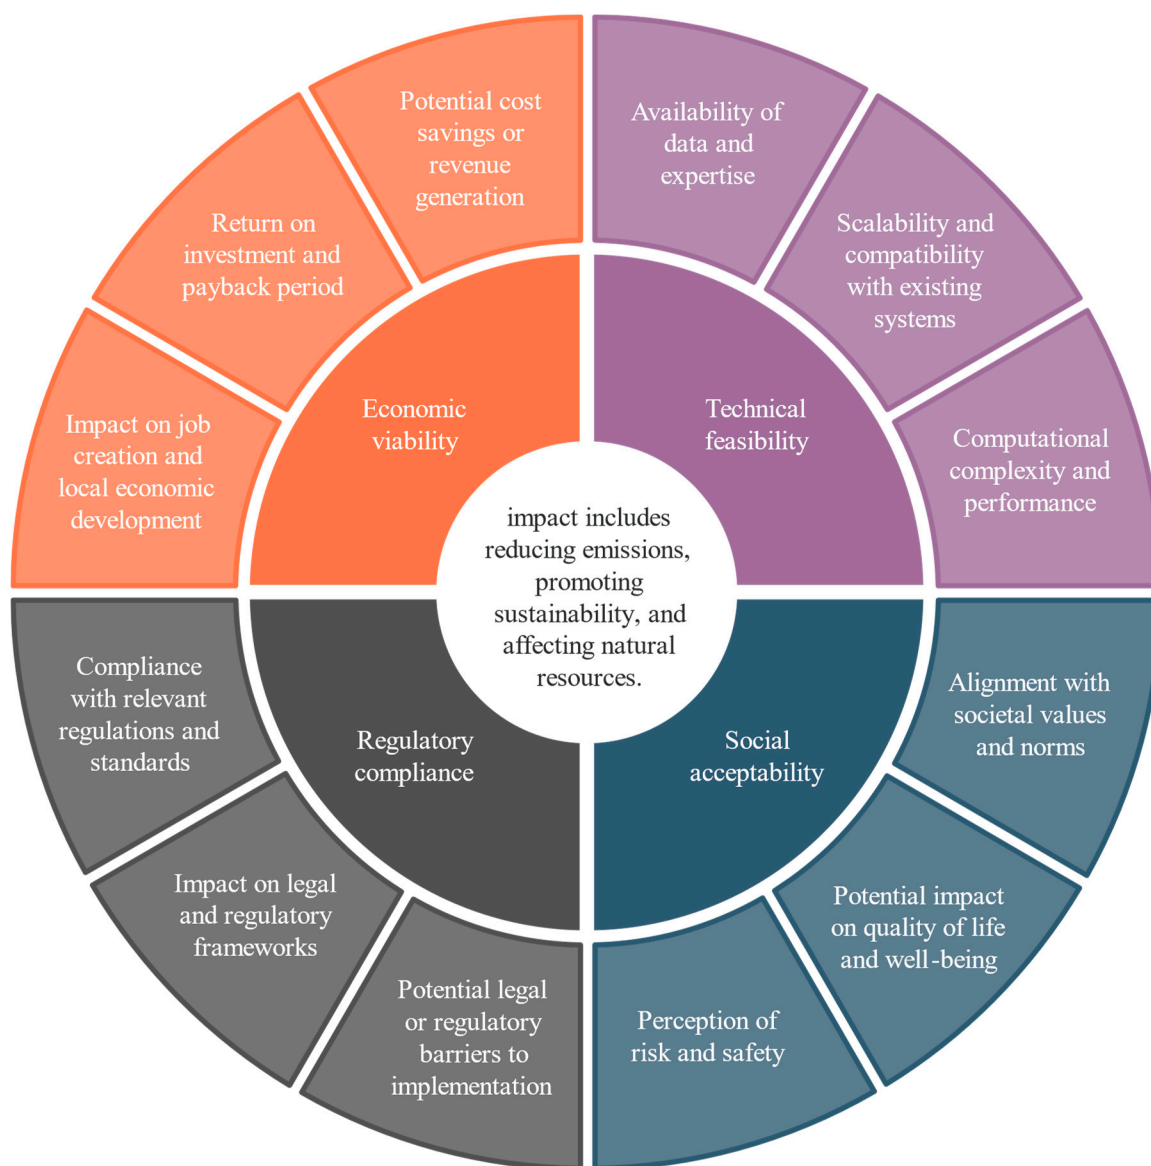 Potential cost
savings or
revenue
generation
Availability of
data and
expertise
Return on
investment and
payback period
Scalability and
compatibility
with existing
systems
Impact on job
creation and
local economic
development
Economic
viability
Technical
feasibility
Computational
complexity and
performance
impact includes
reducing emissions,
promoting
sustainability, and
affecting natural
resources.
Compliance
with relevant
regulations and
standards
Regulatory
compliance
Social
acceptability
Alignment with
societal values
and norms
Impact on legal
and regulatory
frameworks
Potential impact
on quality of life
and well-being
Potential legal
or regulatory
barriers to
implementation
Perception of
risk and safety